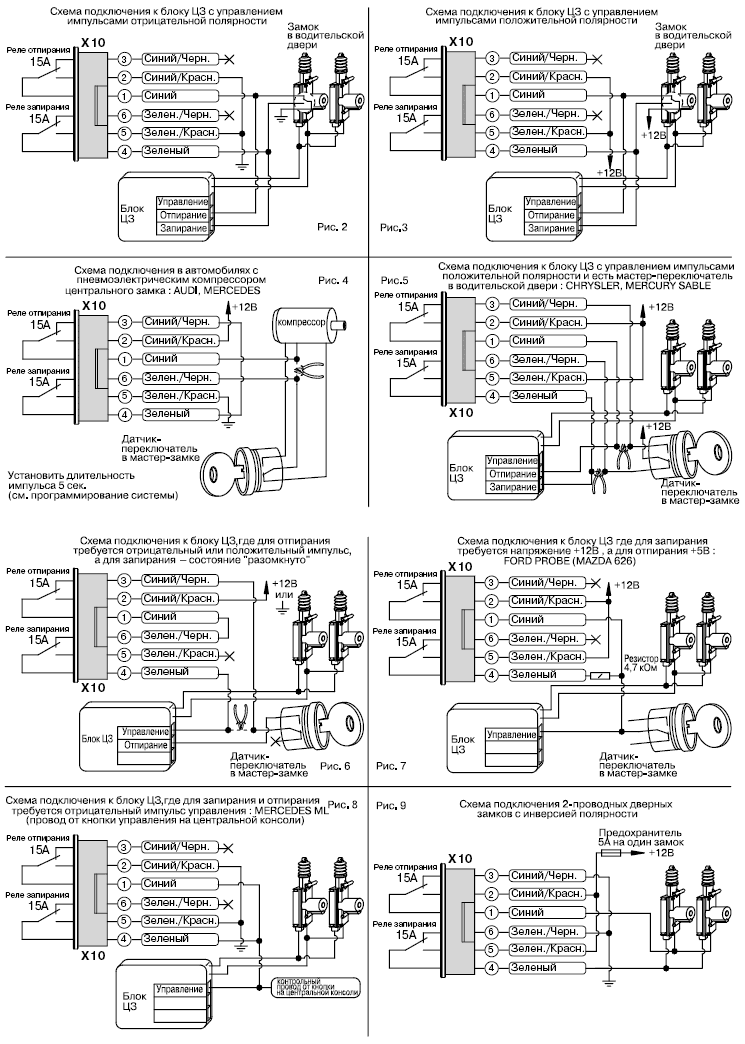 Схема подключения к блоку ЦЗ с управлением
импульсами отрицательной полярности
Замок
в водительской
двери
Реле отпирания
15А
X10
3 Синий/Черн.
2 Синий/Красн.
1 Синий
Реле запирания
15А
6 Зелен./Черн.
5 Зелен./Красн.
4 Зеленый
Блок
ЦЗ
Управление
Отпирание
Запирание
Рис. 2
Схема подключения к блоку ЦЗ с управлением
импульсами положительной полярности
Замок
в водительской
двери
Реле отпирания
15А
X10
3 Синий/Черн.
2 Синий/Красн.
1 Синий
Реле запирания
15А
6 Зелен./Черн.
5 Зелен./Красн.
4 Зеленый
+12В
+12В
Блок
ЦЗ
Управление
Отпирание
Запирание
Рис,3
Схема подключения в автомобилях с
пневмоэлектрическим компрессором
центрального замка : AUDI, MERCEDES
Рис. 4
Реле отпирания
15А
X10
+12В
компрессор
3 Синий/Черн.
2 Синий/Красн.
1 Синий
Реле запирания
15А
6 Зелен./Черн.
5 Зелен./Красн.
4 Зеленый
Датчик-
переключатель
в мастер-замке
Установить длительность
импульса 5 сек.
(см. программирование системы)
Рис.5
Схема подключения к блоку ЦЗ с управлением импульсами
положительной полярности и есть мастер-переключатель
в водительской двери : CHRYSLER, MERCURY SABLE
Реле отпирания
15А
3 Синий/Черн.
2 Синий/Красн.
1 Синий
+12В
Реле запирания
15А
6 Зелен./Черн.
5 Зелен./Красн.
4 Зеленый
X10
+12В
Блок
ЦЗ
Управление
Отпирание
Запирание
Датчик-
переключатель
в мастер-замке
Схема подключения к блоку ЦЗ,где для отпирания
требуется отрицательный или положительный импульс,
а для запирания – состояние "разомкнуто"
Реле отпирания
15А
3 Синий/Черн.
2 Синий/Красн.
1 Синий
+12В
или
Реле запирания
15А
6 Зелен./Черн.
5 Зелен./Красн.
4 Зеленый
X10
Блок ЦЗ
Управление
Отпирание
Датчик-
переключатель
в мастер-замке
Рис. 6
Схема подключения к блоку ЦЗ где для запирания
требуется напряжение +12В , а для отпирания +5В :
FORD PROBE (MAZDA 626)
Реле отпирания
15А
3 Синий/Черн.
2 Синий/Красн.
1 Синий
+12В
Реле запирания
15А
6 Зелен./Черн.
5 Зелен./Красн.
4 Зеленый
Резистор
4,7 кОм
X10
Блок ЦЗ
Управление
Датчик-
переключатель
в мастер-замке
Рис. 7
Схема подключения к блоку ЦЗ,где для запирания и отпирания
требуется отрицательный импульс управления : MERCEDES ML
(провод от кнопки управления на центральной консоли)
Рис. 8
Реле отпирания
15А
3 Синий/Черн.
2 Синий/Красн.
1 Синий
Реле запирания
15А
6 Зелен./Черн.
5 Зелен./Красн.
4 Зеленый
X10
Блок
ЦЗ
Управление
контрольный
провод от кнопки
на центральной консоли
Рис. 9
Схема подключения 2-проводных дверных
замков с инверсией полярности
Предохранитель
5А на один замок
+12В
Реле отпирания
15А
X10
3 Синий/Черн.
2 Синий/Красн.
1 Синий
Реле запирания
15А
6 Зелен./Черн.
5 Зелен./Красн.
4 Зеленый